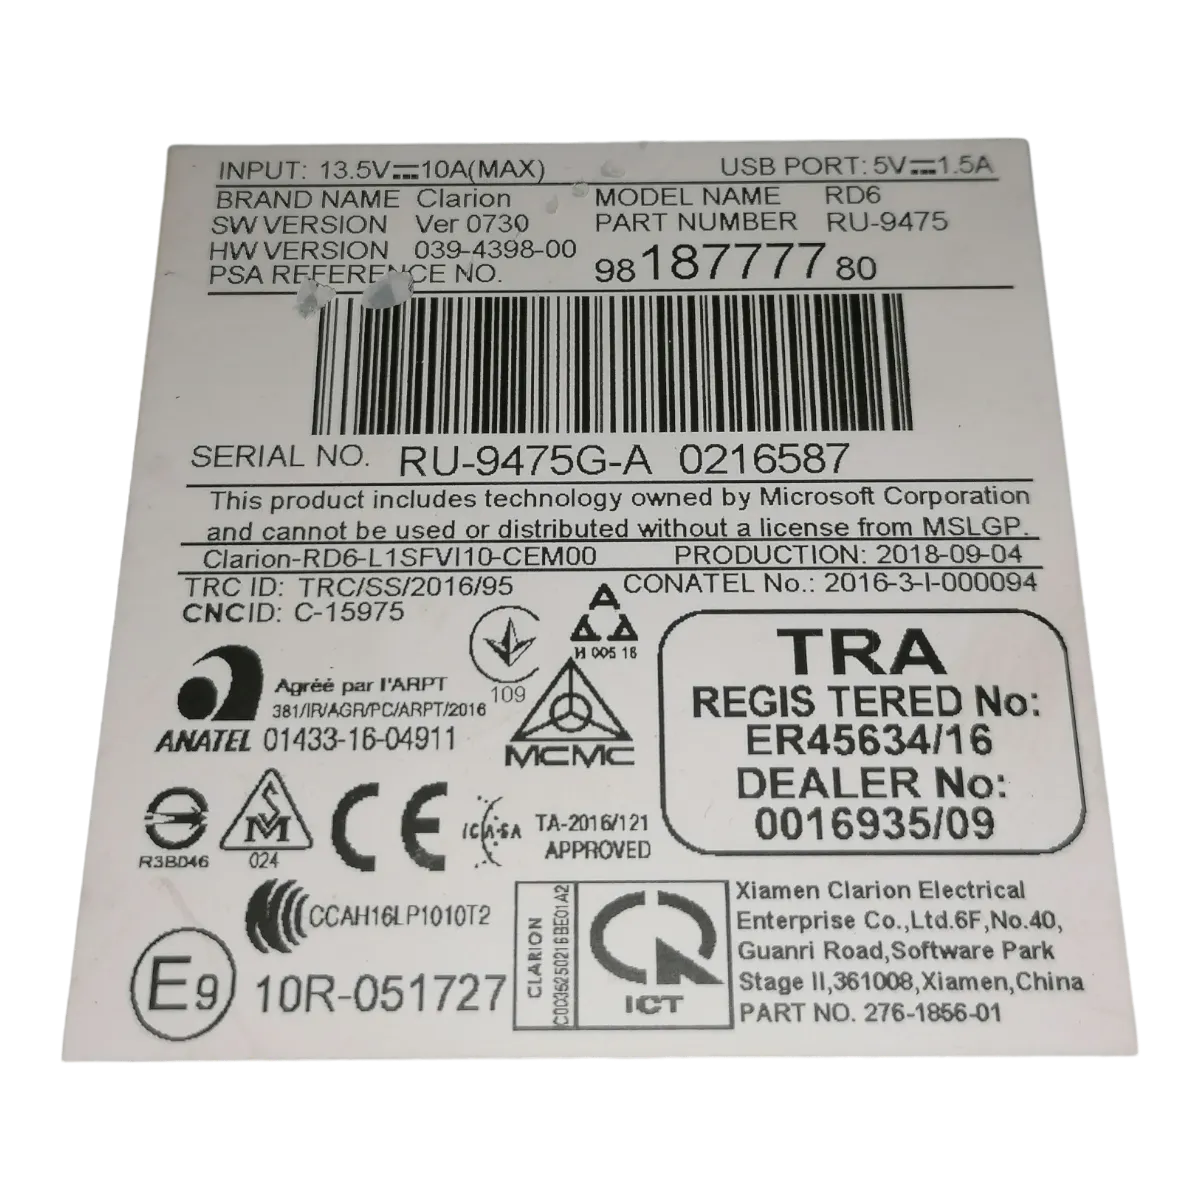 INPUT: 13.5V⎓10A(MAX) USB PORT: 5V⎓1.5A
BRAND NAME Clarion MODEL NAME RD6
SW VERSION Ver 0730 PART NUMBER RU-9475
HW VERSION 039-4398-00
PSA REFERENCE NO. 98 187777 80
SERIAL NO. RU-9475G-A 0216587
This product includes technology owned by Microsoft Corporation
and cannot be used or distributed without a license from MSLGP.
Clarion-RD6-L1SFVI10-CEM00 PRODUCTION: 2018-09-04
TRC ID: TRC/SS/2016/95 CONATEL No.: 2016-3-I-000094
CNCID: C-15975
109
H 005 16
Agréé par l'ARPT
381/IR/AGR/PC/ARPT/2016
ANATEL 01433-16-04911
MCMC
TRA
REGIS TERED No:
ER45634/16
DEALER No:
0016935/09
R3BD46
SM
024
CE
ICASA
TA-2016/121
APPROVED
CCAH16LP1010T2
E9 10R-051727
CLARION
ICT
Xiamen Clarion Electrical
Enterprise Co.,Ltd.6F,No.40,
Guanri Road,Software Park
Stage II,361008,Xiamen,China
PART NO. 276-1856-01